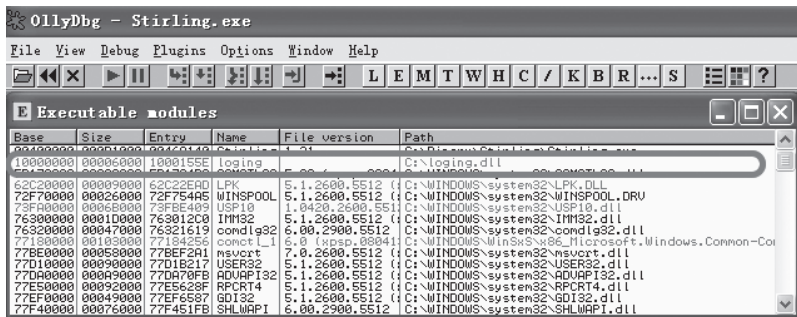 OllyDbg - Stirling.exe
File View Debug Plugins Options Window Help
L E M T W H C / K B R ... S ?
E Executable modules
Base Size Entry Name File version Path
10000000 00006000 1000155E loging C:\loging.dll
62C20000 00009000 62C22EAD LPK 5.1.2600.5512 (: C:\WINDOWS\system32\LPK.DLL
72F70000 00026000 72F754A5 WINSPOOL 5.1.2600.5512 (: C:\WINDOWS\system32\WINSPOOL.DRV
73FA0000 0006B000 73FBE409 USP10 1.0420.2600.551 C:\WINDOWS\system32\USP10.dll
76300000 0001D000 763012C0 IMM32 5.1.2600.5512 (: C:\WINDOWS\system32\IMM32.dll
76320000 00047000 76321619 comdlg32 6.00.2900.5512 C:\WINDOWS\system32\comdlg32.dll
77180000 00103000 77184256 comctl_1 6.0 (xpsp.08041: C:\WINDOWS\WinSxS\x86_Microsoft.Windows.Common-Co
77BE0000 00058000 77BEF2A1 msvcrt 7.0.2600.5512 (: C:\WINDOWS\system32\msvcrt.dll
77D10000 00090000 77D1B217 USER32 5.1.2600.5512 (: C:\WINDOWS\system32\USER32.dll
77DA0000 000A9000 77DA70FB ADVAPI32 5.1.2600.5512 (: C:\WINDOWS\system32\ADVAPI32.dll
77E50000 00092000 77E5628F RPCRT4 5.1.2600.5512 (: C:\WINDOWS\system32\RPCRT4.dll
77EF0000 00049000 77EF6587 GDI32 5.1.2600.5512 (: C:\WINDOWS\system32\GDI32.dll
77F40000 00076000 77F451FB SHLWAPI 6.00.2900.5512 C:\WINDOWS\system32\SHLWAPI.dll